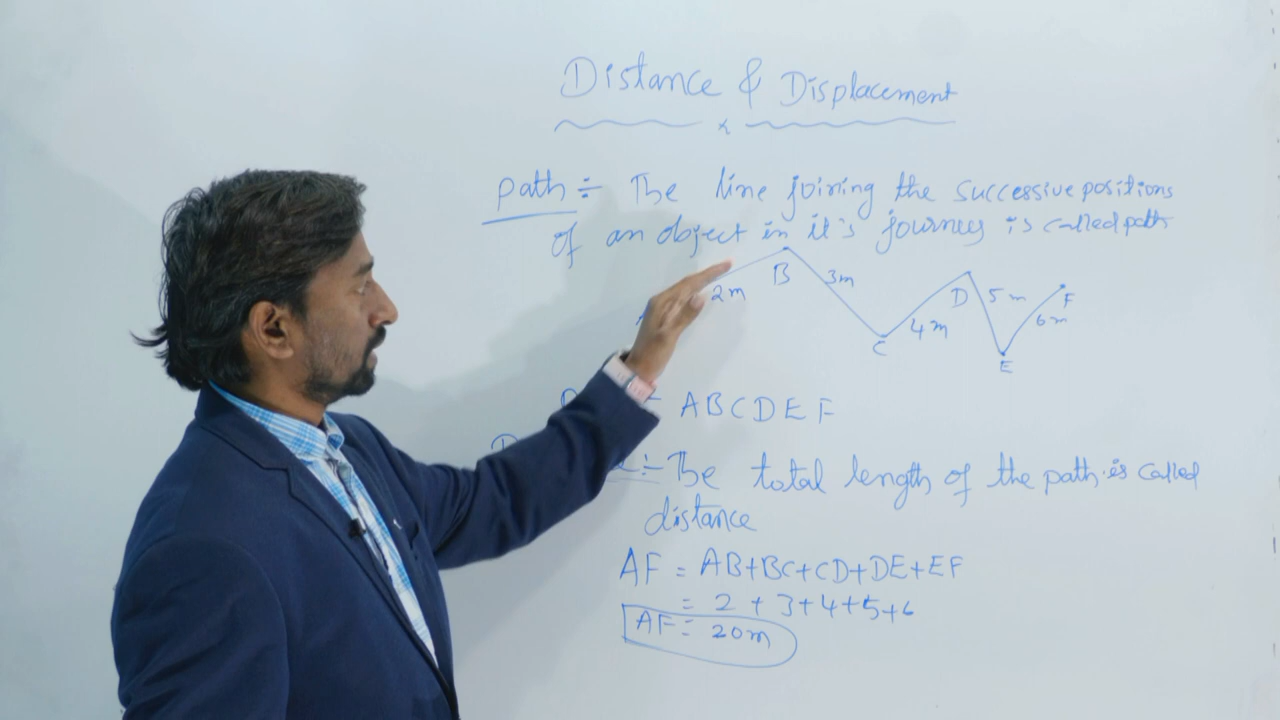 Distance & Displacement
x
Path ÷ The line joining the successive positions
of an object in it's journey is called path
B 3m
2m
D 5m F
4m 6m
C
E
= ABCDEF
:- The total length of the path is called
distance
AF = AB+BC+CD+DE+EF
= 2 + 3+4+5+6
AF = 20m